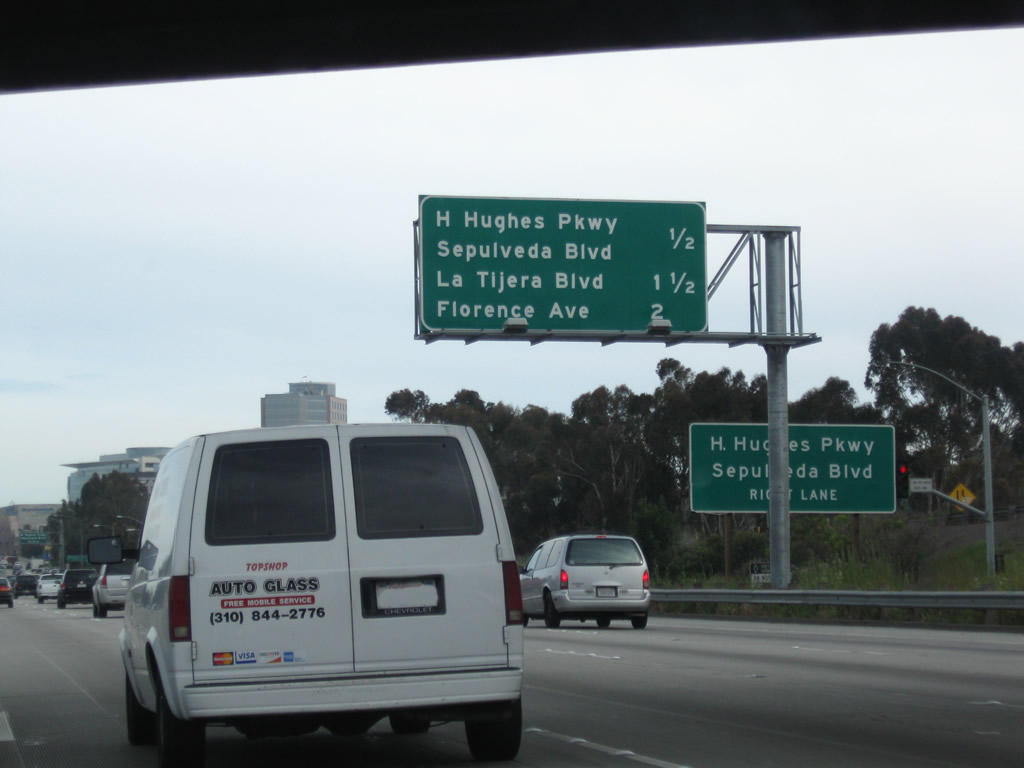 H Hughes Pkwy
Sepulveda Blvd ½
La Tijera Blvd 1 ½
Florence Ave 2
H. Hughes Pkwy
Sepulveda Blvd
RIGHT LANE
TOPSHOP
AUTO GLASS
FREE MOBILE SERVICE
(310) 844-2776
VISA
CHEVROLET